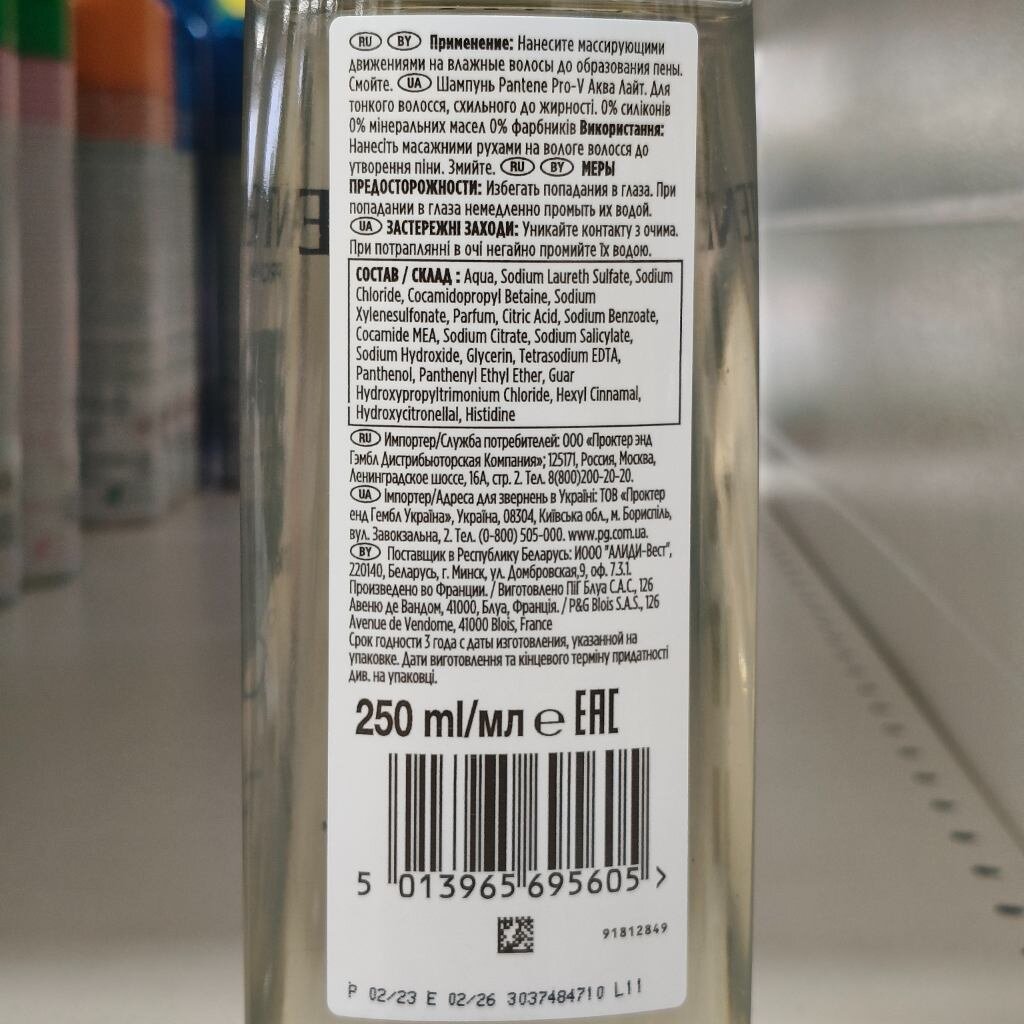 RU BY Применение: Нанесите массирующими
движениями на влажные волосы до образования пены.
Смойте. UA Шампунь Pantene Pro-V Аква Лайт. Для
тонкого волосся, схильного до жирності. 0% силіконів
0% мінеральних масел 0% фарбників Використання:
Нанесіть масажними рухами на вологе волосся до
утворення піни. Змийте. RU BY МЕРЫ
ПРЕДОСТОРОЖНОСТИ: Избегать попадания в глаза. При
попадании в глаза немедленно промыть их водой.
UA ЗАСТЕРЕЖНІ ЗАХОДИ: Уникайте контакту з очима.
При потраплянні в очі негайно промийте їх водою.
СОСТАВ / СКЛАД : Aqua, Sodium Laureth Sulfate, Sodium
Chloride, Cocamidopropyl Betaine, Sodium
Xylenesulfonate, Parfum, Citric Acid, Sodium Benzoate,
Cocamide MEA, Sodium Citrate, Sodium Salicylate,
Sodium Hydroxide, Glycerin, Tetrasodium EDTA,
Panthenol, Panthenyl Ethyl Ether, Guar
Hydroxypropyltrimonium Chloride, Hexyl Cinnamal,
Hydroxycitronellal, Histidine
RU Импортер/Служба потребителей: ООО «Проктер энд
Гэмбл Дистрибьюторская Компания»; 125171, Россия, Москва,
Ленинградское шоссе, 16А, стр. 2. Тел. 8(800)200-20-20.
UA Імпортер/Адреса для звернень в Україні: ТОВ «Проктер
енд Гембл Україна», Україна, 08304, Київська обл., м. Бориспіль,
вул. Завокзальна, 2. Тел. (0-800) 505-000. www.pg.com.ua.
BY Поставщик в Республику Беларусь: ИООО "АЛИДИ-Вест",
220140, Беларусь, г. Минск, ул. Домбровская,9, оф. 7.3.1.
Произведено во Франции. / Виготовлено ПІГ Блуа С.А.С., 126
Авеню де Вандом, 41000, Блуа, Франція. / P&G Blois S.A.S., 126
Avenue de Vendome, 41000 Blois, France
Срок годности 3 года с даты изготовления, указанной на
упаковке. Дати виготовлення та кінцевого терміну придатності
див. на упаковці.
250 ml/мл e EAC
5 013965 695605 >
91812849
P 02/23 E 02/26 3037484710 L11